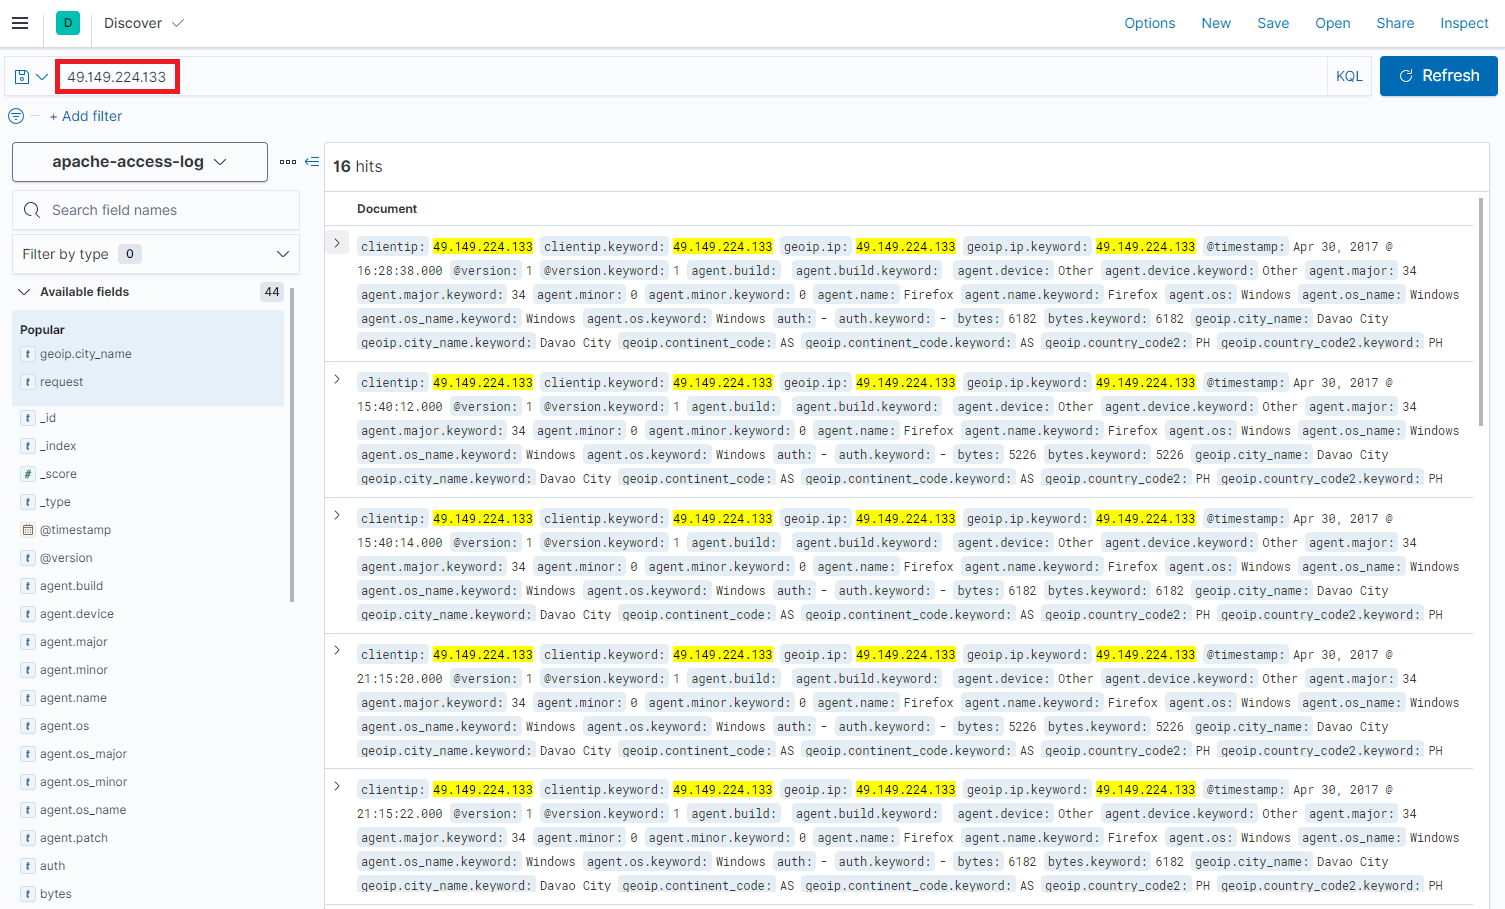 D Discover Options New Save Open Share Inspect
49.149.224.133 KQL Refresh
+ Add filter
apache-access-log
Search field names
Filter by type 0
Available fields 44
Popular
t geoip.city_name
t request
t _id
t _index
# _score
t _type
@timestamp
t @version
t agent.build
t agent.device
t agent.major
t agent.minor
t agent.name
t agent.os
t agent.os_major
t agent.os_minor
t agent.os_name
t agent.patch
t auth
t bytes
16 hits
Document
clientip: 49.149.224.133 clientip.keyword: 49.149.224.133 geoip.ip: 49.149.224.133 geoip.ip.keyword: 49.149.224.133 @timestamp: Apr 30, 2017 @
16:28:38.000 @version: 1 @version.keyword: 1 agent.build: agent.build.keyword: agent.device: Other agent.device.keyword: Other agent.major: 34
agent.major.keyword: 34 agent.minor: 0 agent.minor.keyword: 0 agent.name: Firefox agent.name.keyword: Firefox agent.os: Windows agent.os_name: Windows
agent.os_name.keyword: Windows agent.os.keyword: Windows auth: - auth.keyword: - bytes: 6182 bytes.keyword: 6182 geoip.city_name: Davao City
geoip.city_name.keyword: Davao City geoip.continent_code: AS geoip.continent_code.keyword: AS geoip.country_code2: PH geoip.country_code2.keyword: PH
clientip: 49.149.224.133 clientip.keyword: 49.149.224.133 geoip.ip: 49.149.224.133 geoip.ip.keyword: 49.149.224.133 @timestamp: Apr 30, 2017 @
15:40:12.000 @version: 1 @version.keyword: 1 agent.build: agent.build.keyword: agent.device: Other agent.device.keyword: Other agent.major: 34
agent.major.keyword: 34 agent.minor: 0 agent.minor.keyword: 0 agent.name: Firefox agent.name.keyword: Firefox agent.os: Windows agent.os_name: Windows
agent.os_name.keyword: Windows agent.os.keyword: Windows auth: - auth.keyword: - bytes: 5226 bytes.keyword: 5226 geoip.city_name: Davao City
geoip.city_name.keyword: Davao City geoip.continent_code: AS geoip.continent_code.keyword: AS geoip.country_code2: PH geoip.country_code2.keyword: PH
clientip: 49.149.224.133 clientip.keyword: 49.149.224.133 geoip.ip: 49.149.224.133 geoip.ip.keyword: 49.149.224.133 @timestamp: Apr 30, 2017 @
15:40:14.000 @version: 1 @version.keyword: 1 agent.build: agent.build.keyword: agent.device: Other agent.device.keyword: Other agent.major: 34
agent.major.keyword: 34 agent.minor: 0 agent.minor.keyword: 0 agent.name: Firefox agent.name.keyword: Firefox agent.os: Windows agent.os_name: Windows
agent.os_name.keyword: Windows agent.os.keyword: Windows auth: - auth.keyword: - bytes: 6182 bytes.keyword: 6182 geoip.city_name: Davao City
geoip.city_name.keyword: Davao City geoip.continent_code: AS geoip.continent_code.keyword: AS geoip.country_code2: PH geoip.country_code2.keyword: PH
clientip: 49.149.224.133 clientip.keyword: 49.149.224.133 geoip.ip: 49.149.224.133 geoip.ip.keyword: 49.149.224.133 @timestamp: Apr 30, 2017 @
21:15:20.000 @version: 1 @version.keyword: 1 agent.build: agent.build.keyword: agent.device: Other agent.device.keyword: Other agent.major: 34
agent.major.keyword: 34 agent.minor: 0 agent.minor.keyword: 0 agent.name: Firefox agent.name.keyword: Firefox agent.os: Windows agent.os_name: Windows
agent.os_name.keyword: Windows agent.os.keyword: Windows auth: - auth.keyword: - bytes: 5226 bytes.keyword: 5226 geoip.city_name: Davao City
geoip.city_name.keyword: Davao City geoip.continent_code: AS geoip.continent_code.keyword: AS geoip.country_code2: PH geoip.country_code2.keyword: PH
clientip: 49.149.224.133 clientip.keyword: 49.149.224.133 geoip.ip: 49.149.224.133 geoip.ip.keyword: 49.149.224.133 @timestamp: Apr 30, 2017 @
21:15:22.000 @version: 1 @version.keyword: 1 agent.build: agent.build.keyword: agent.device: Other agent.device.keyword: Other agent.major: 34
agent.major.keyword: 34 agent.minor: 0 agent.minor.keyword: 0 agent.name: Firefox agent.name.keyword: Firefox agent.os: Windows agent.os_name: Windows
agent.os_name.keyword: Windows agent.os.keyword: Windows auth: - auth.keyword: - bytes: 6182 bytes.keyword: 6182 geoip.city_name: Davao City
geoip.city_name.keyword: Davao City geoip.continent_code: AS geoip.continent_code.keyword: AS geoip.country_code2: PH geoip.country_code2.keyword: PH